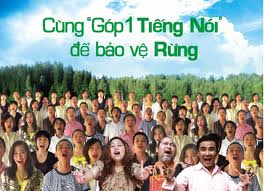 Cùng "Góp 1 Tiếng Nói"
để bảo vệ Rừng